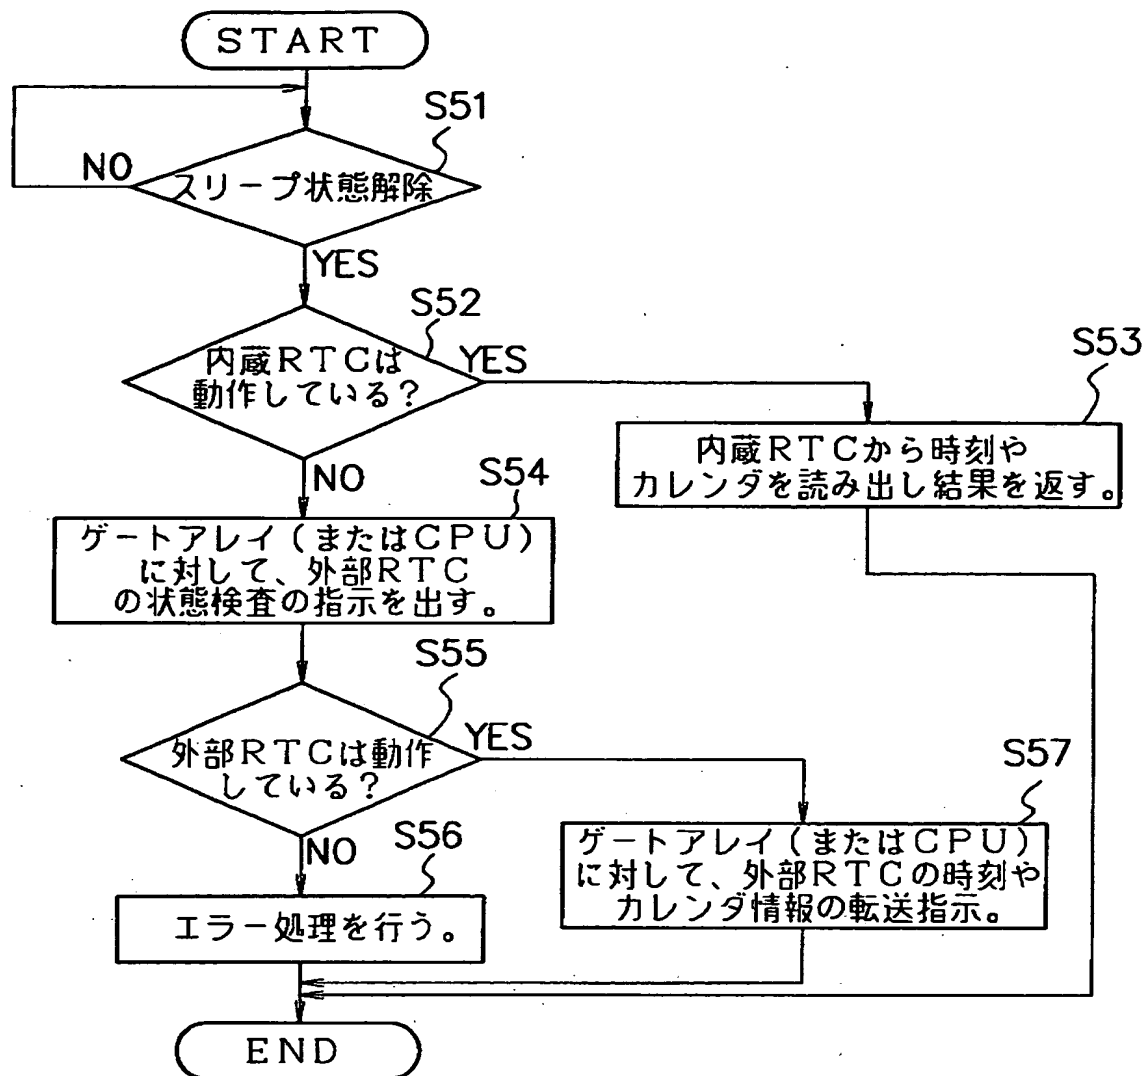 START
S51
NO
スリープ状態解除
YES
S52
内蔵RTCは
動作している?
YES
S53
内蔵RTCから時刻や
カレンダを読み出し結果を返す。
NO
S54
ゲートアレイ(またはCPU)
に対して、外部RTC
の状態検査の指示を出す。
S55
外部RTCは動作
している?
YES
S57
ゲートアレイ(またはCPU)
に対して、外部RTCの時刻や
カレンダ情報の転送指示。
NO
S56
エラー処理を行う。
END